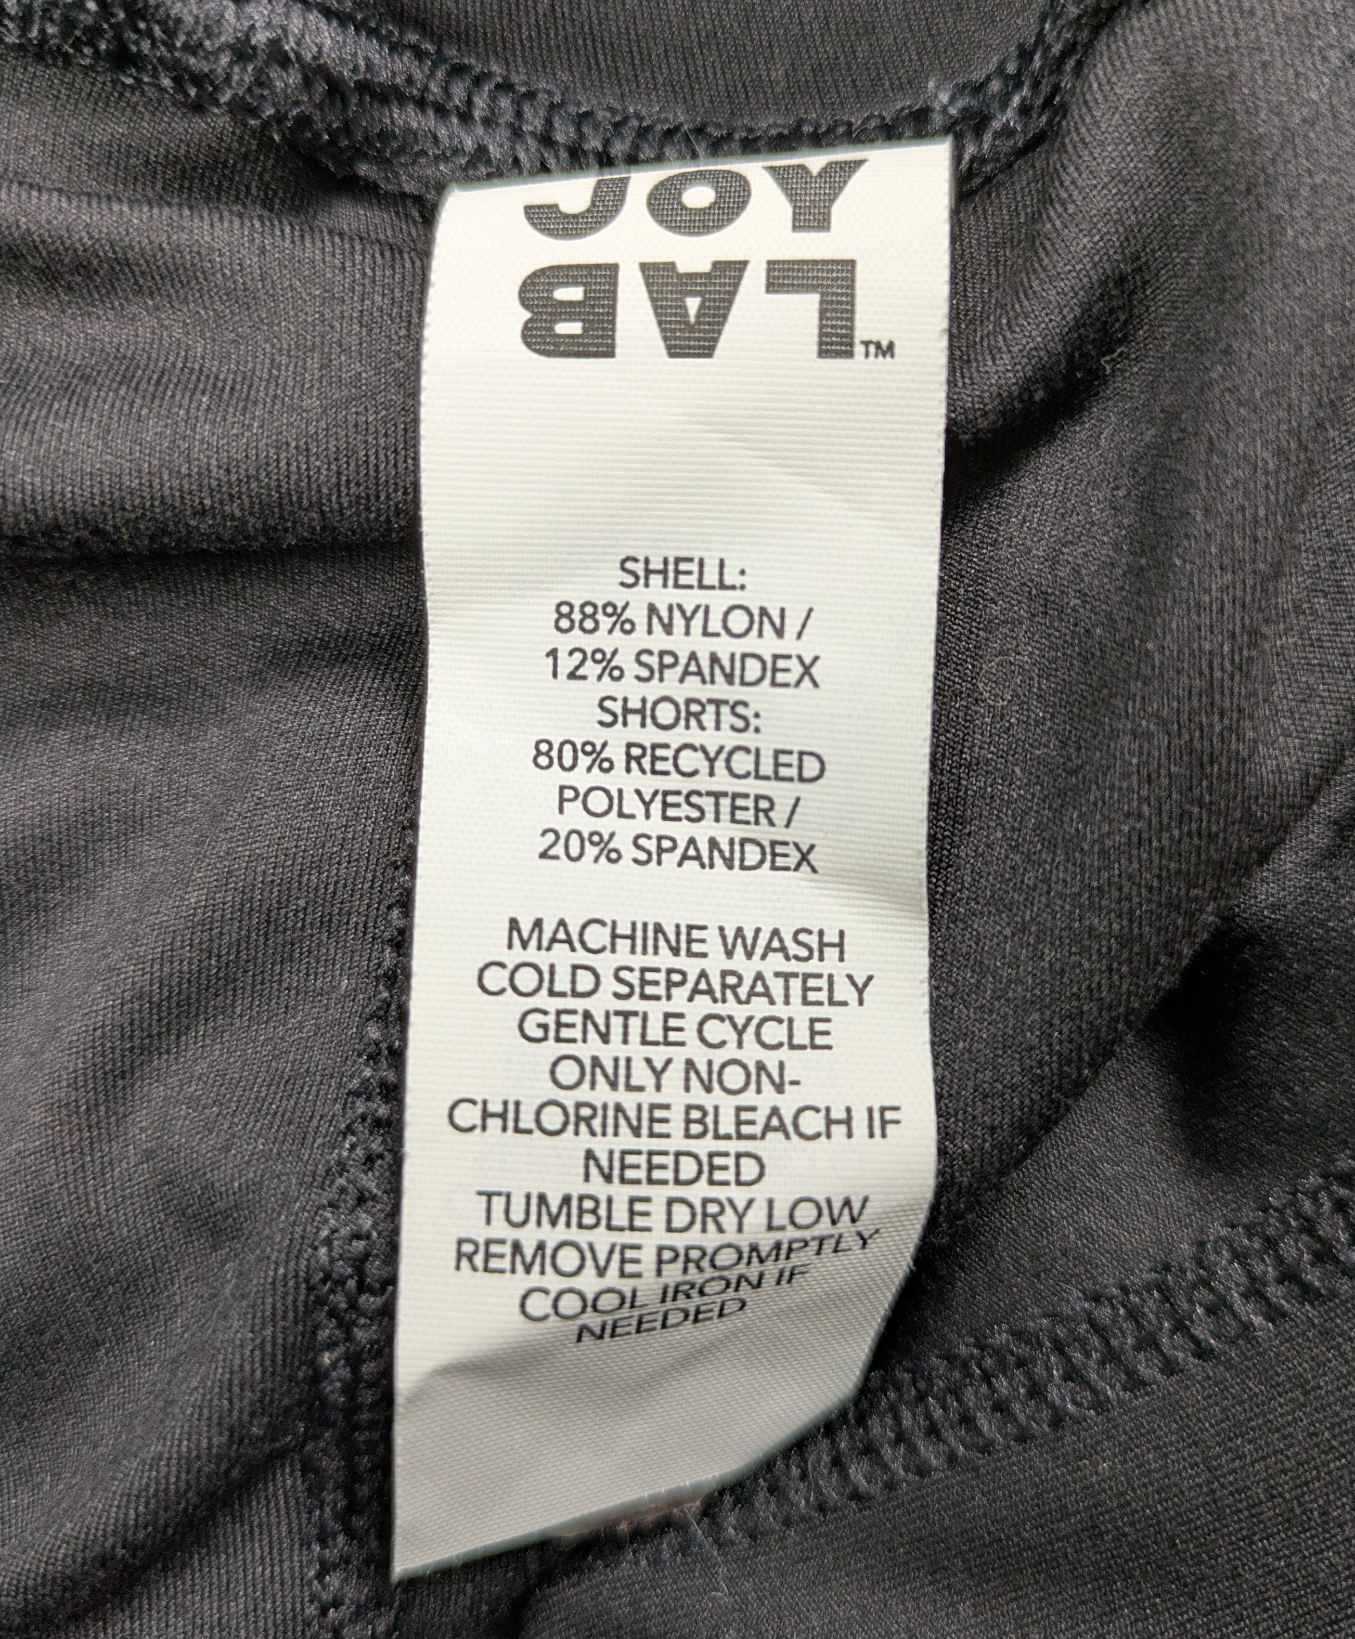 JOY
LAB™
SHELL:
88% NYLON /
12% SPANDEX
SHORTS:
80% RECYCLED
POLYESTER /
20% SPANDEX
MACHINE WASH
COLD SEPARATELY
GENTLE CYCLE
ONLY NON-
CHLORINE BLEACH IF
NEEDED
TUMBLE DRY LOW
REMOVE PROMPTLY
COOL IRON IF
NEEDED